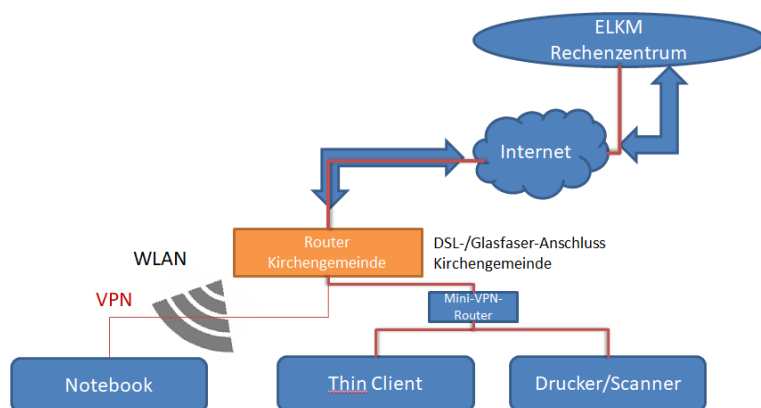 ELKM
Rechenzentrum
Internet
Router
Kirchengemeinde
DSL-/Glasfaser-Anschluss
Kirchengemeinde
WLAN
VPN
Mini-VPN-
Router
Notebook
Thin Client
Drucker/Scanner